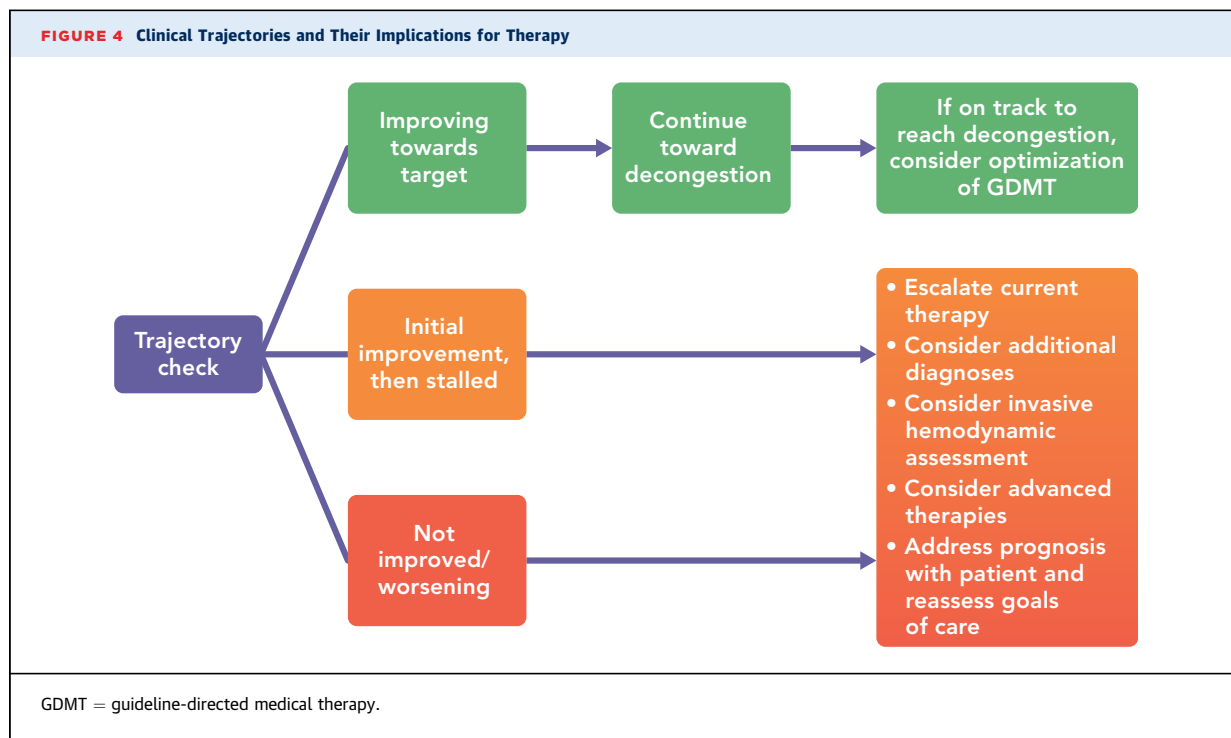 FIGURE 4 Clinical Trajectories and Their Implications for Therapy
Trajectory
check
Improving
towards
target
Continue
toward
decongestion
If on track to
reach decongestion,
consider optimization
of GDMT
Initial
improvement,
then stalled
Not
improved/
worsening
• Escalate current
therapy
• Consider additional
diagnoses
• Consider invasive
hemodynamic
assessment
• Consider advanced
therapies
• Address prognosis
with patient and
reassess goals
of care
GDMT = guideline-directed medical therapy.